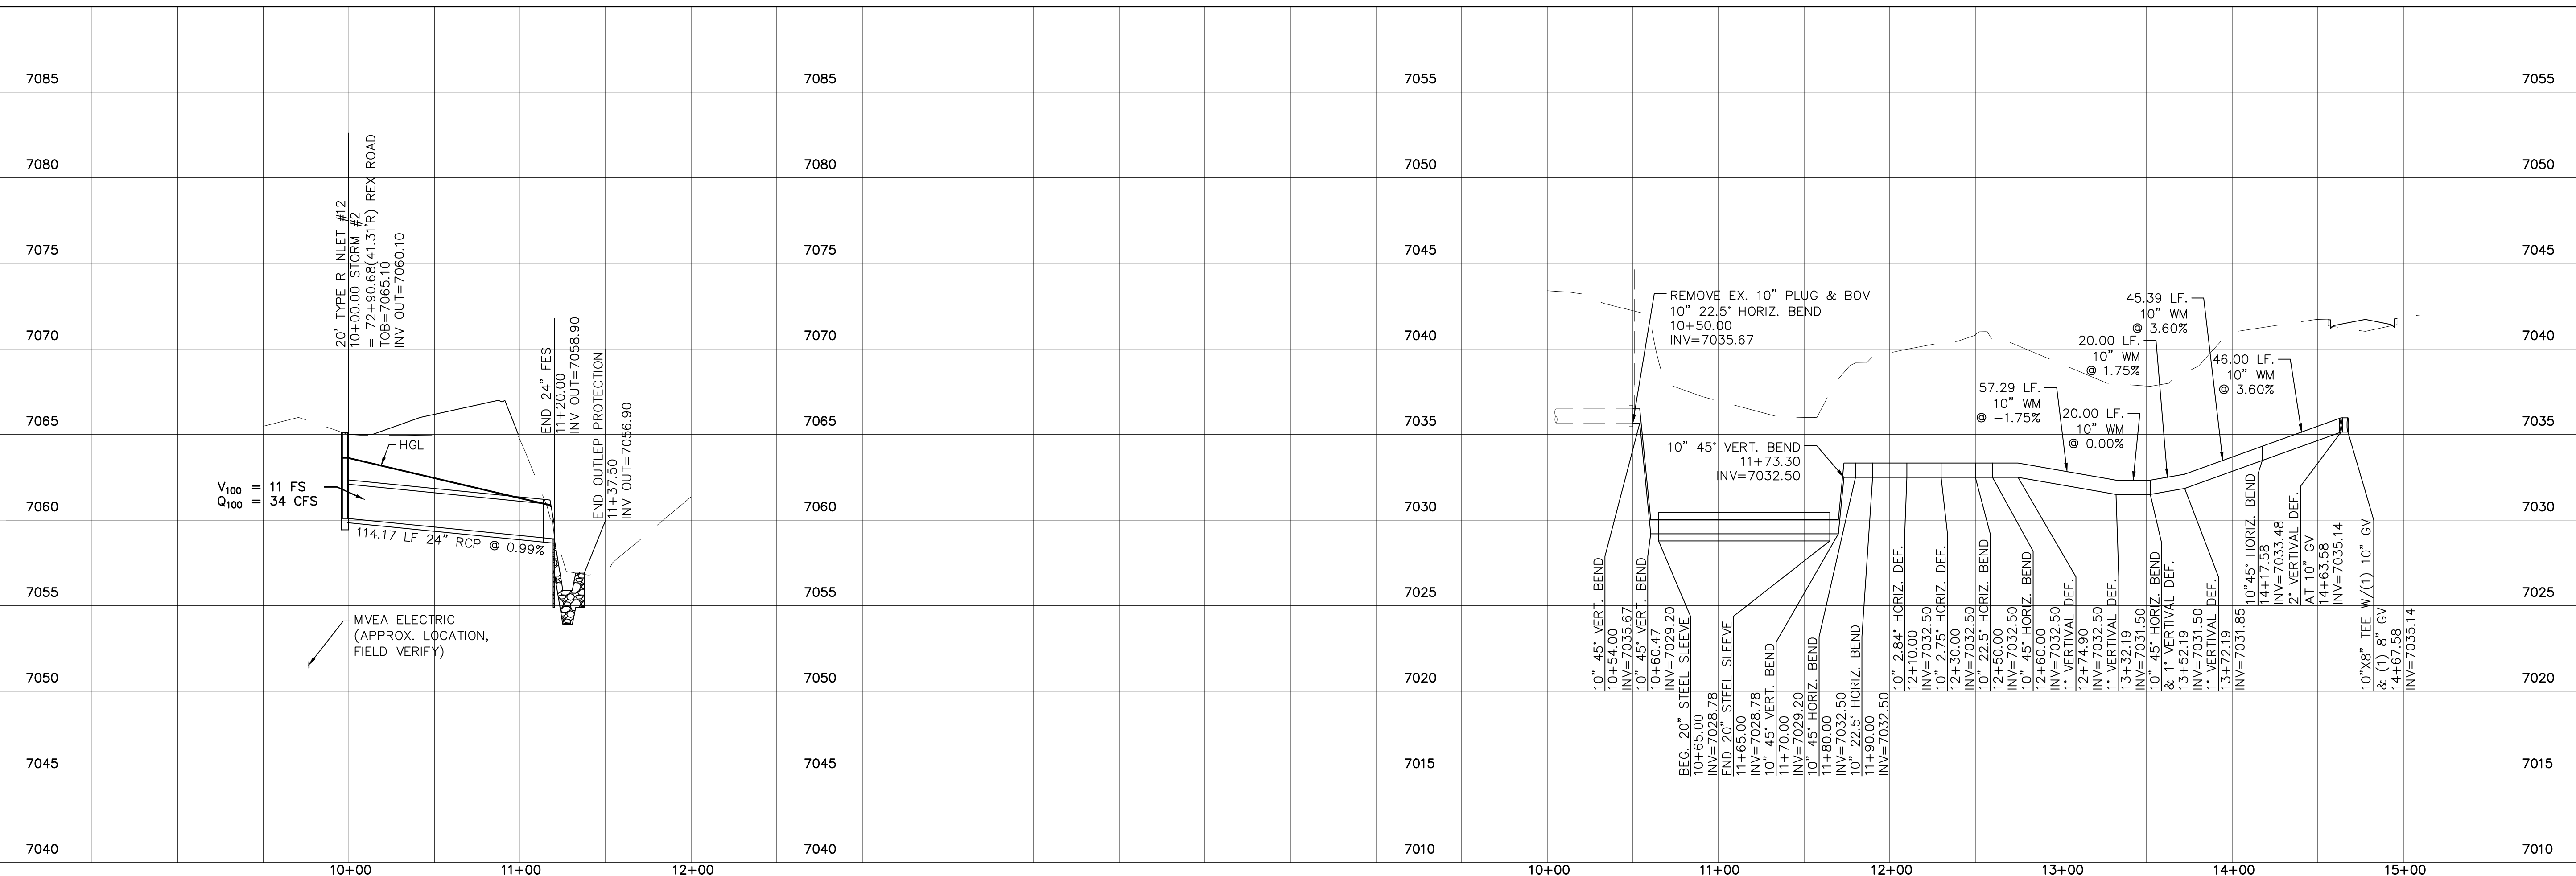 7085
7080
7075
7070
7065
7060
7055
7050
7045
7040
20' TYPE R INLET #12
10+00.00 STORM #2
= 72+90.68(41.31'R) REX ROAD
TOB=7065.10
INV OUT=7060.10
HGL
V100 = 11 FS
Q100 = 34 CFS
114.17 LF 24" RCP @ 0.99%
END 24" FES
11+20.00
INV OUT=7058.90
END OUTLEP PROTECTION
11+37.50
INV OUT=7056.90
MVEA ELECTRIC
(APPROX. LOCATION,
FIELD VERIFY)
10+00
11+00
12+00
7085
7080
7075
7070
7065
7060
7055
7050
7045
7040
7055
7050
7045
7040
7035
7030
7025
7020
7015
7010
REMOVE EX. 10" PLUG & BOV
10" 22.5° HORIZ. BEND
10+50.00
INV=7035.67
10" 45° VERT. BEND
11+73.30
INV=7032.50
57.29 LF.
10" WM
@ -1.75%
20.00 LF.
10" WM
@ 0.00%
20.00 LF.
10" WM
@ 1.75%
45.39 LF.
10" WM
@ 3.60%
46.00 LF.
10" WM
@ 3.60%
10" 45° VERT. BEND
10+54.00
INV=7035.67
10" 45° VERT. BEND
10+60.47
INV=7029.20
BEG. 20" STEEL SLEEVE
10+65.00
INV=7028.78
END 20" STEEL SLEEVE
11+65.00
INV=7028.78
10" 45° VERT. BEND
11+70.00
INV=7029.20
10" 45° HORIZ. BEND
11+80.00
INV=7032.50
10" 22.5° HORIZ. BEND
11+90.00
INV=7032.50
10" 2.84° HORIZ. DEF.
12+10.00
INV=7032.50
10" 2.75° HORIZ. DEF.
12+30.00
INV=7032.50
10" 22.5° HORIZ. BEND
12+50.00
INV=7032.50
10" 45° HORIZ. BEND
12+60.00
INV=7032.50
1° VERTIVAL DEF.
12+74.90
INV=7032.50
1° VERTIVAL DEF.
13+32.19
INV=7031.50
10" 45° HORIZ. BEND
& 1° VERTIVAL DEF.
13+52.19
INV=7031.50
1° VERTIVAL DEF.
13+72.19
INV=7031.85
10"45° HORIZ. BEND
14+17.58
INV=7033.48
2° VERTIVAL DEF.
AT 10" GV
14+63.58
INV=7035.14
10"X8" TEE W/(1) 10" GV
& (1) 8" GV
14+67.58
INV=7035.14
10+00
11+00
12+00
13+00
14+00
15+00
7055
7050
7045
7040
7035
7030
7025
7020
7015
7010